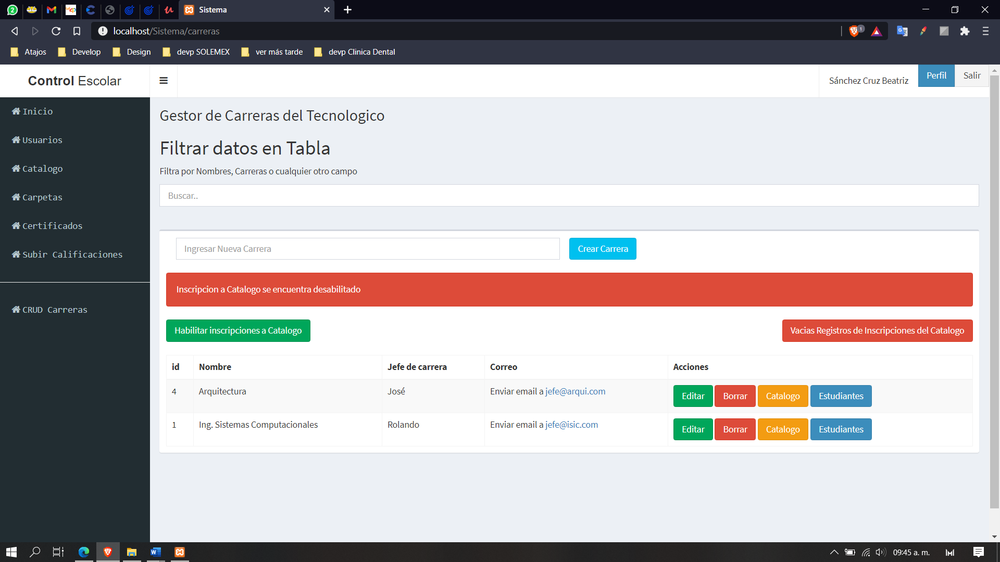 2
Sistema
localhost/Sistema/carreras
1
Atajos
Develop
Design
devp SOLEMEX
ver más tarde
devp Clinica Dental
Control Escolar
Sánchez Cruz Beatriz
Perfil
Salir
Inicio
Usuarios
Catalogo
Carpetas
Certificados
Subir Calificaciones
CRUD Carreras
Gestor de Carreras del Tecnologico
Filtrar datos en Tabla
Filtra por Nombres, Carreras o cualquier otro campo
Buscar..
Ingresar Nueva Carrera
Crear Carrera
Inscripcion a Catalogo se encuentra desabilitado
Habilitar inscripciones a Catalogo
Vacias Registros de Inscripciones del Catalogo
id Nombre Jefe de carrera Correo Acciones
4 Arquitectura José Enviar email a jefe@arqui.com Editar Borrar Catalogo Estudiantes
1 Ing. Sistemas Computacionales Rolando Enviar email a jefe@isic.com Editar Borrar Catalogo Estudiantes
09:45 a. m.